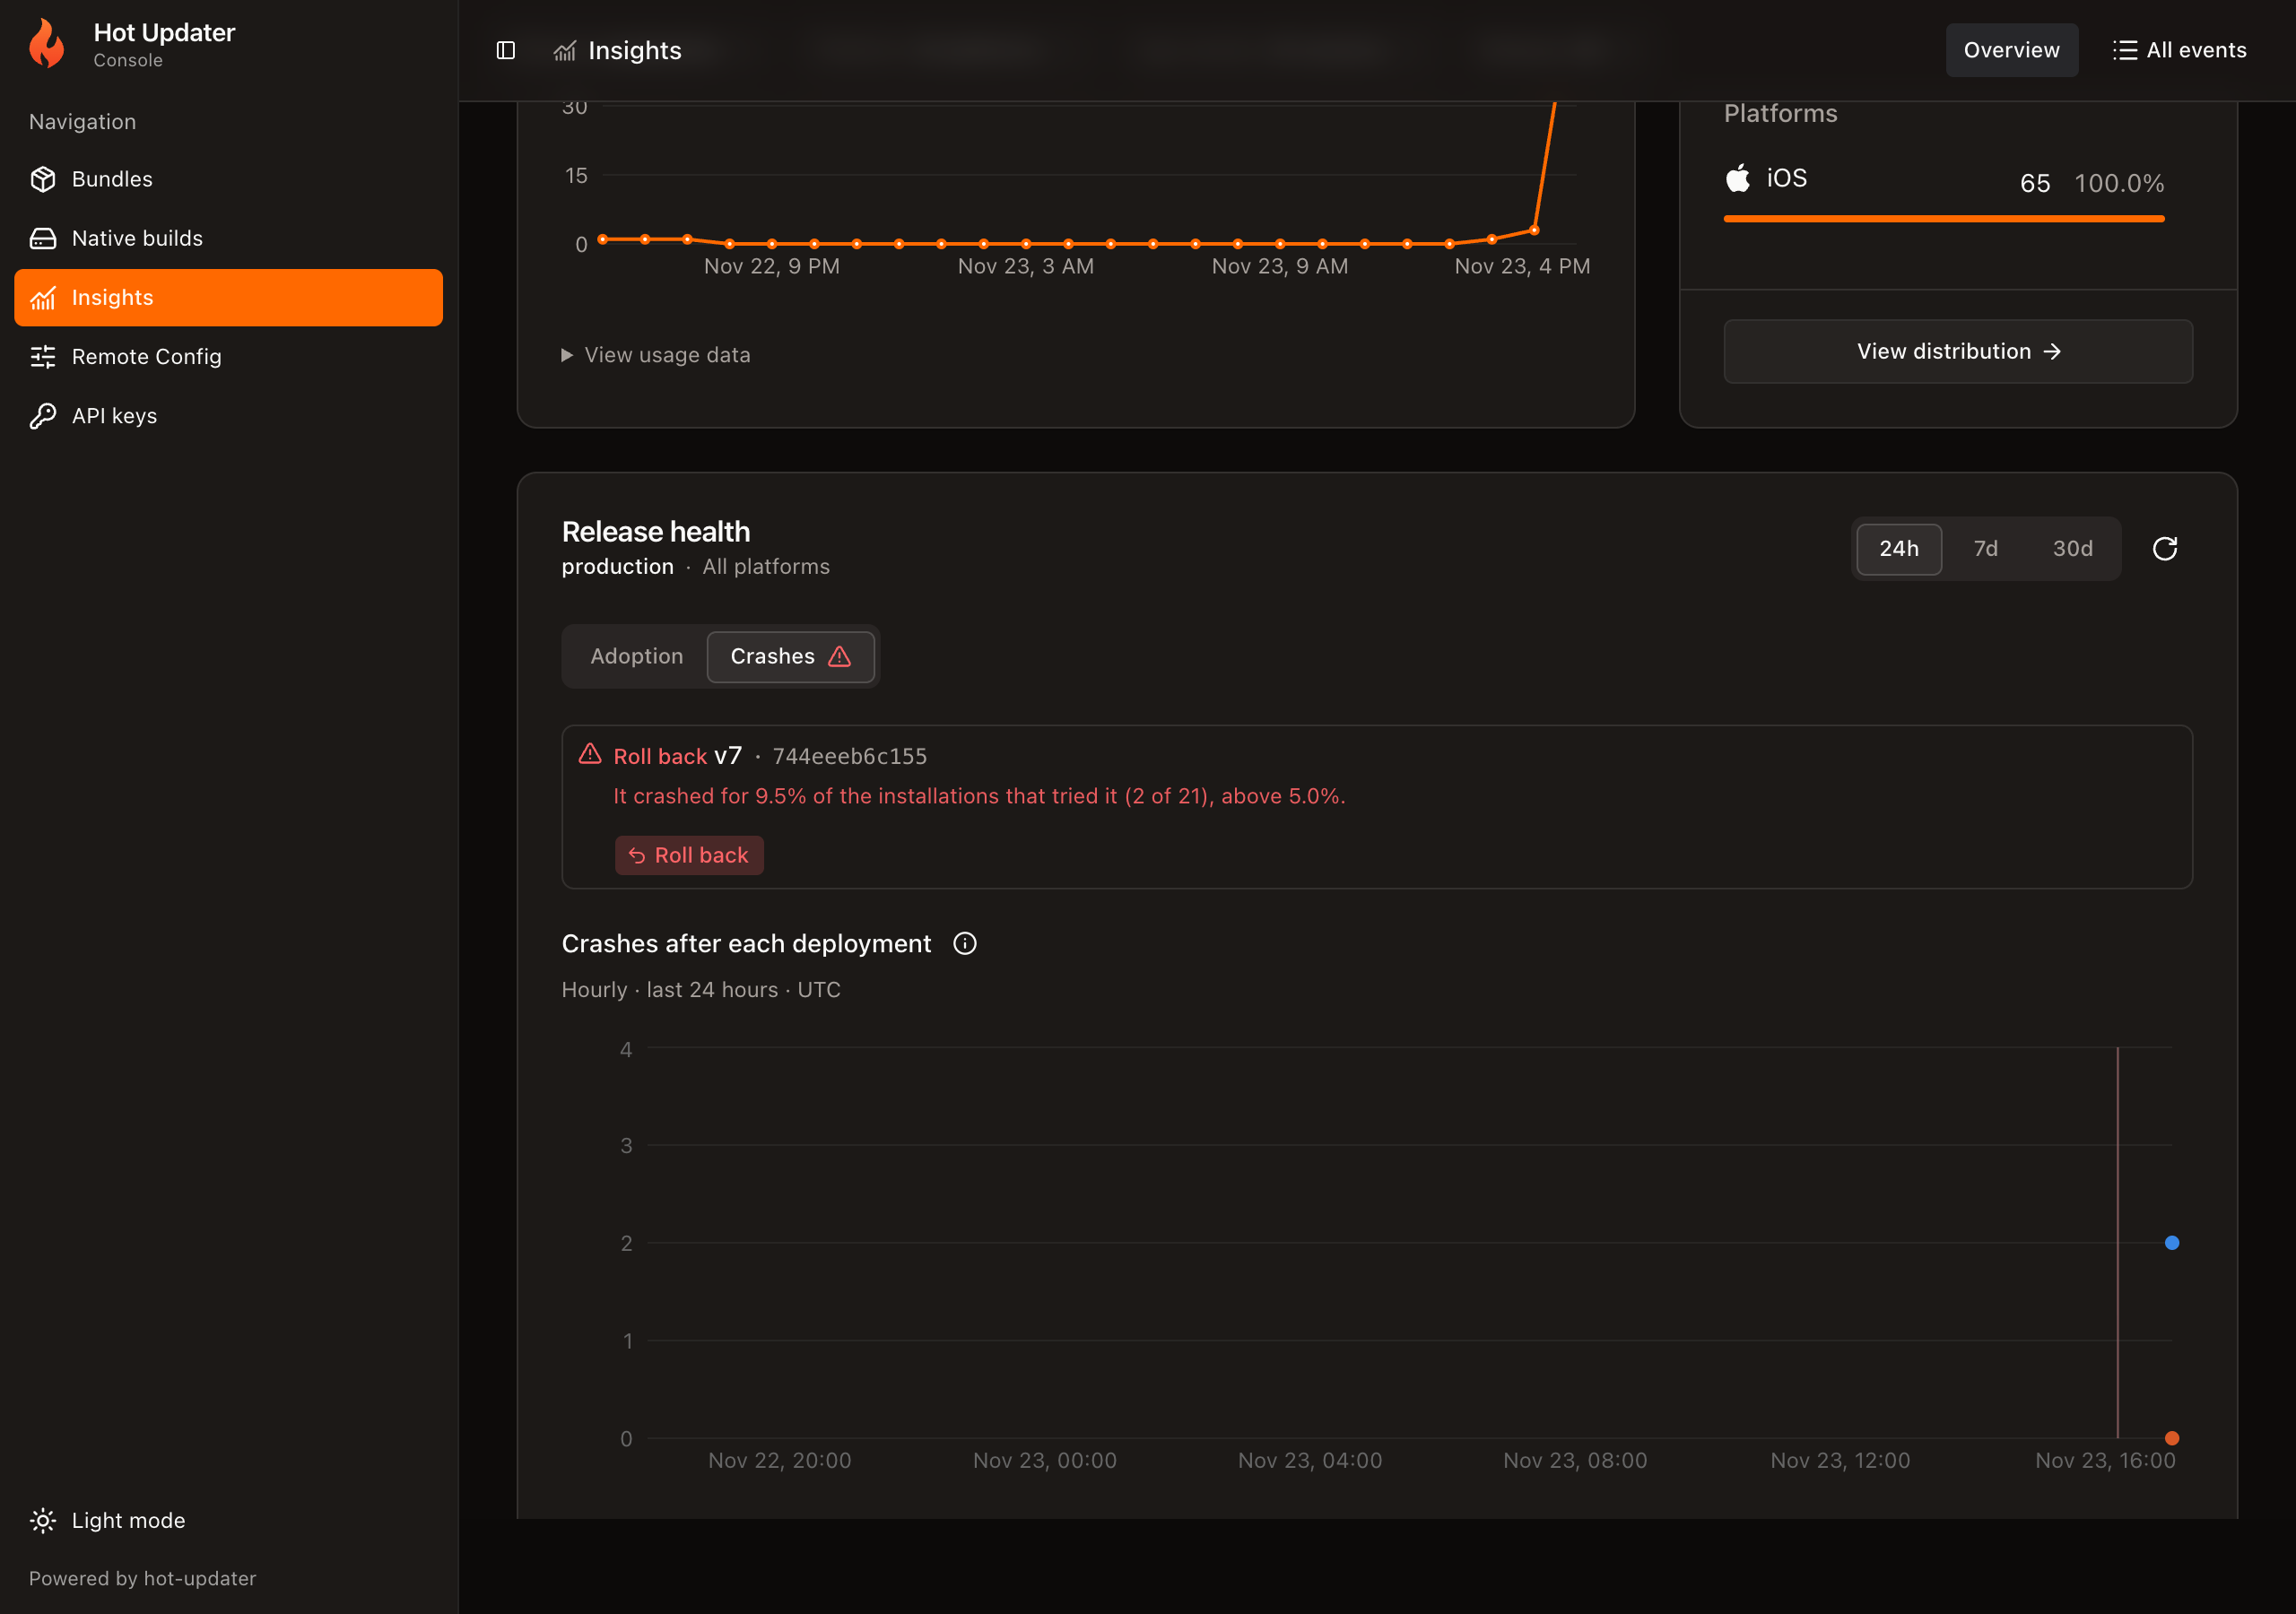 Hot Updater
Console
Navigation
Bundles
Native builds
Insights
Remote Config
API keys
Light mode
Powered by hot-updater
Insights
Overview
All events
30
15
0
Nov 22, 9 PM
Nov 23, 3 AM
Nov 23, 9 AM
Nov 23, 4 PM
View usage data
Platforms
iOS
65 100.0%
View distribution →
Release health
production · All platforms
24h
7d
30d
Adoption
Crashes
Roll back v7 · 744eeeb6c155
It crashed for 9.5% of the installations that tried it (2 of 21), above 5.0%.
Roll back
Crashes after each deployment
Hourly · last 24 hours · UTC
4
3
2
1
0
Nov 22, 20:00
Nov 23, 00:00
Nov 23, 04:00
Nov 23, 08:00
Nov 23, 12:00
Nov 23, 16:00